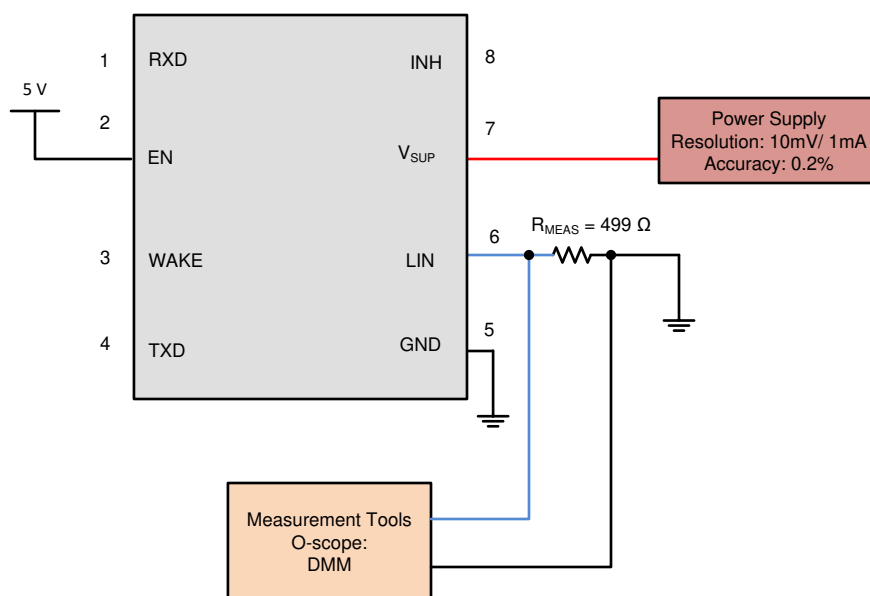 1
RXD
INH
8
5 V
2
7
EN
VSUP
Power Supply
Resolution: 10mV/ 1mA
Accuracy: 0.2%
3
WAKE
LIN
6
RMEAS = 499 Ω
4
TXD
GND
5
Measurement Tools
O-scope:
DMM